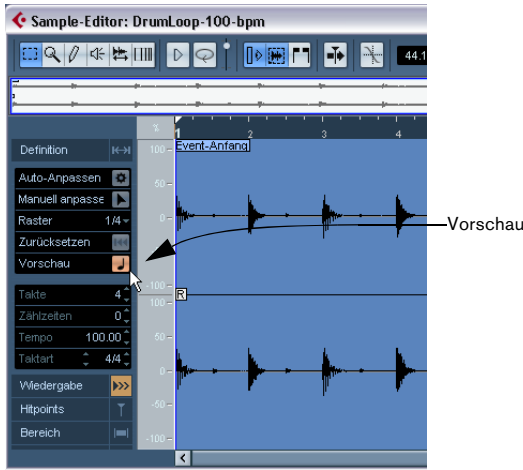 Sample-Editor: DrumLoop-100-bpm
44.1
%
1 2 3 4
Definition
Event-Anfang
100
Auto-Anpassen
50
Manuell anpasse
Raster 1/4
0
Zurücksetzen
Vorschau
Vorschau
-100
100
R
Takte 4
Zählzeiten 0
Tempo 100.00
50
Taktart 4/4
0
Wiedergabe
Hitpoints
-50
Bereich
-100